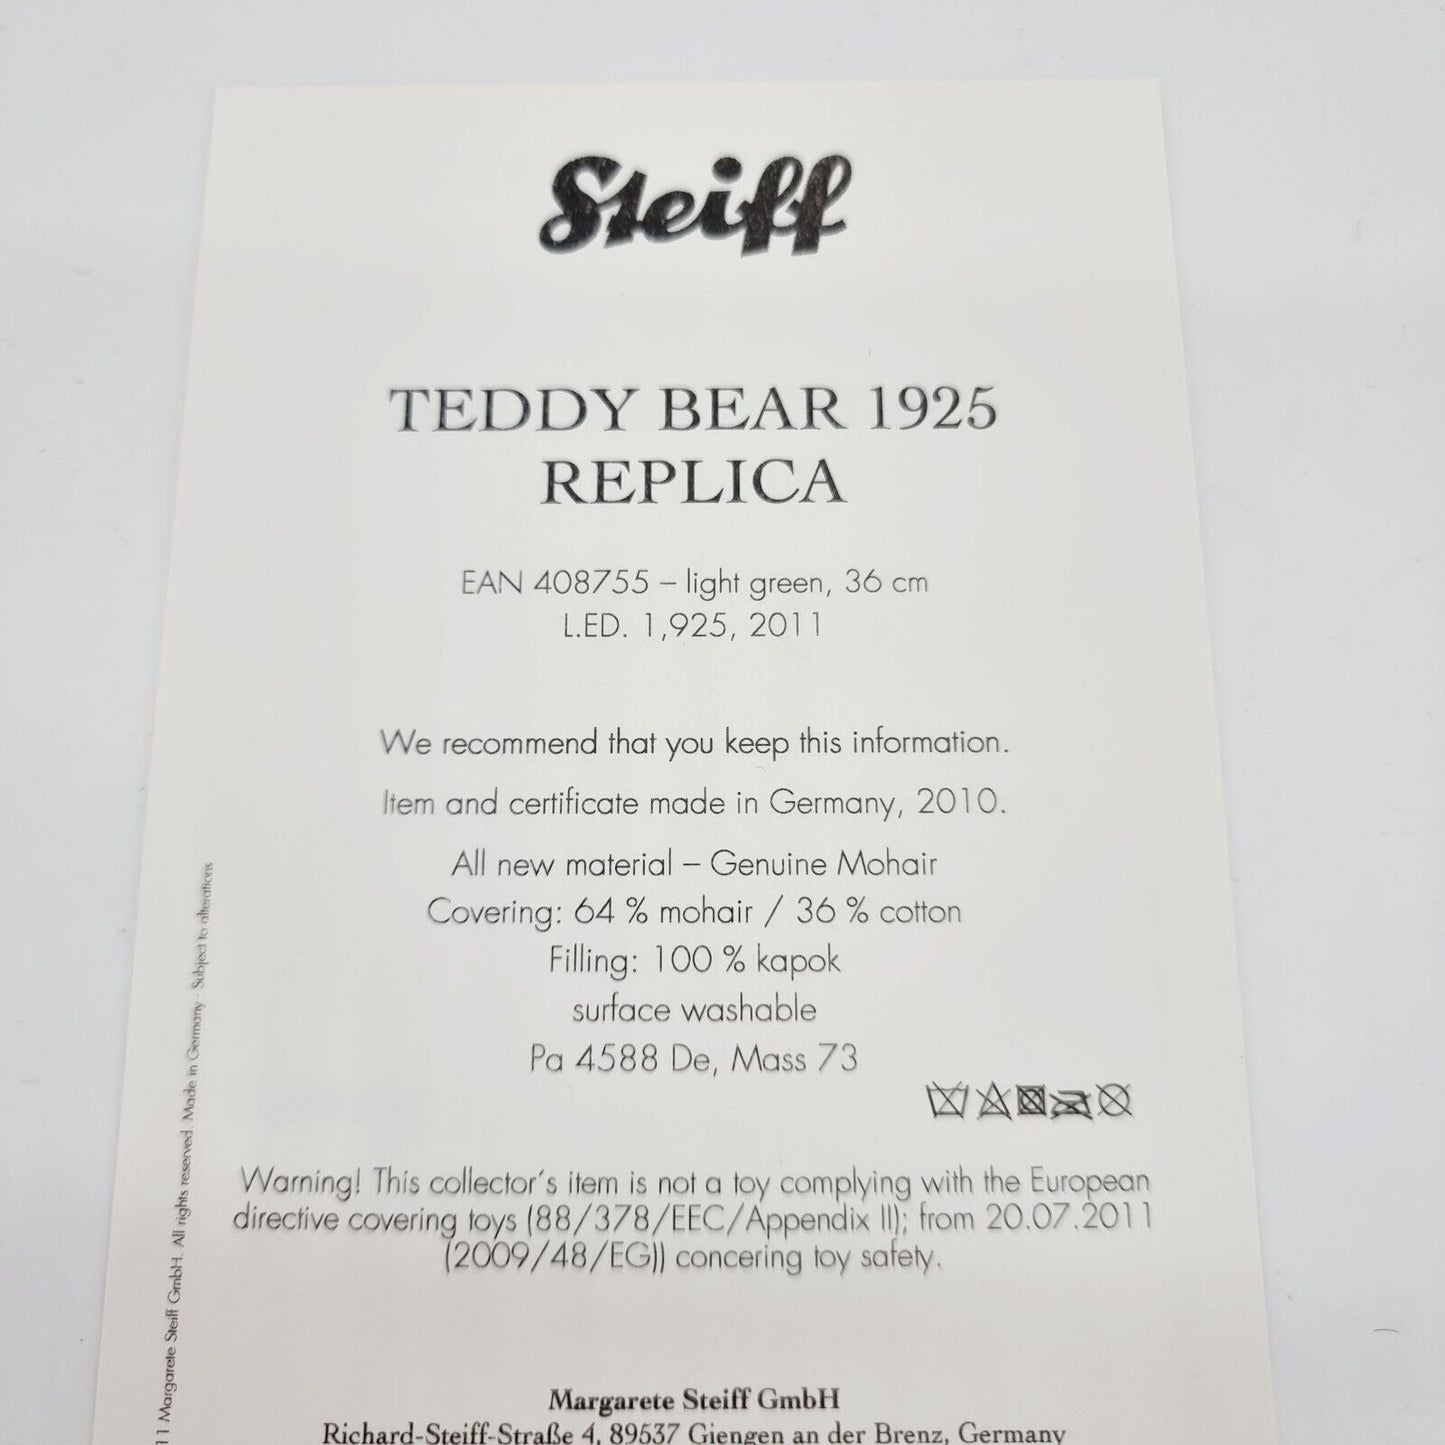 Steiff
TEDDY BEAR 1925
REPLICA
EAN 408755 – light green, 36 cm
L.ED. 1,925, 2011
We recommend that you keep this information.
Item and certificate made in Germany, 2010.
All new material – Genuine Mohair
Covering: 64 % mohair / 36 % cotton
Filling: 100 % kapok
surface washable
Pa 4588 De, Mass 73
Warning! This collector´s item is not a toy complying with the European
directive covering toys (88/378/EEC/Appendix II); from 20.07.2011
(2009/48/EG)) concering toy safety.
Margarete Steiff GmbH
Richard-Steiff-Straße 4, 89537 Giengen an der Brenz, Germany
11 Margarete Steiff GmbH. All rights reserved. Made in Germany · Subject to alterations